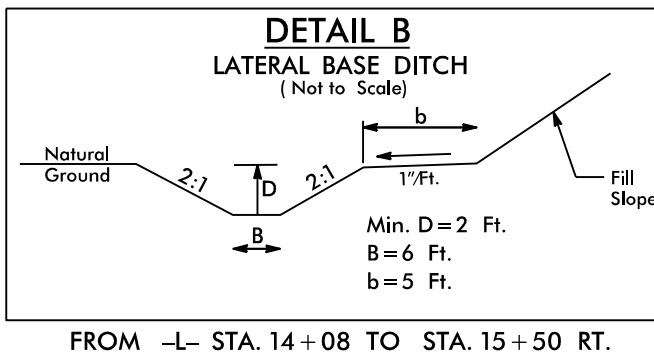 DETAIL B
LATERAL BASE DITCH
( Not to Scale)
b
Natural
Ground
2:1
D
2:1
1"/Ft.
B
Fill
Slope
Min. D=2 Ft.
B=6 Ft.
b=5 Ft.
FROM -L- STA. 14+08 TO STA. 15+50 RT.